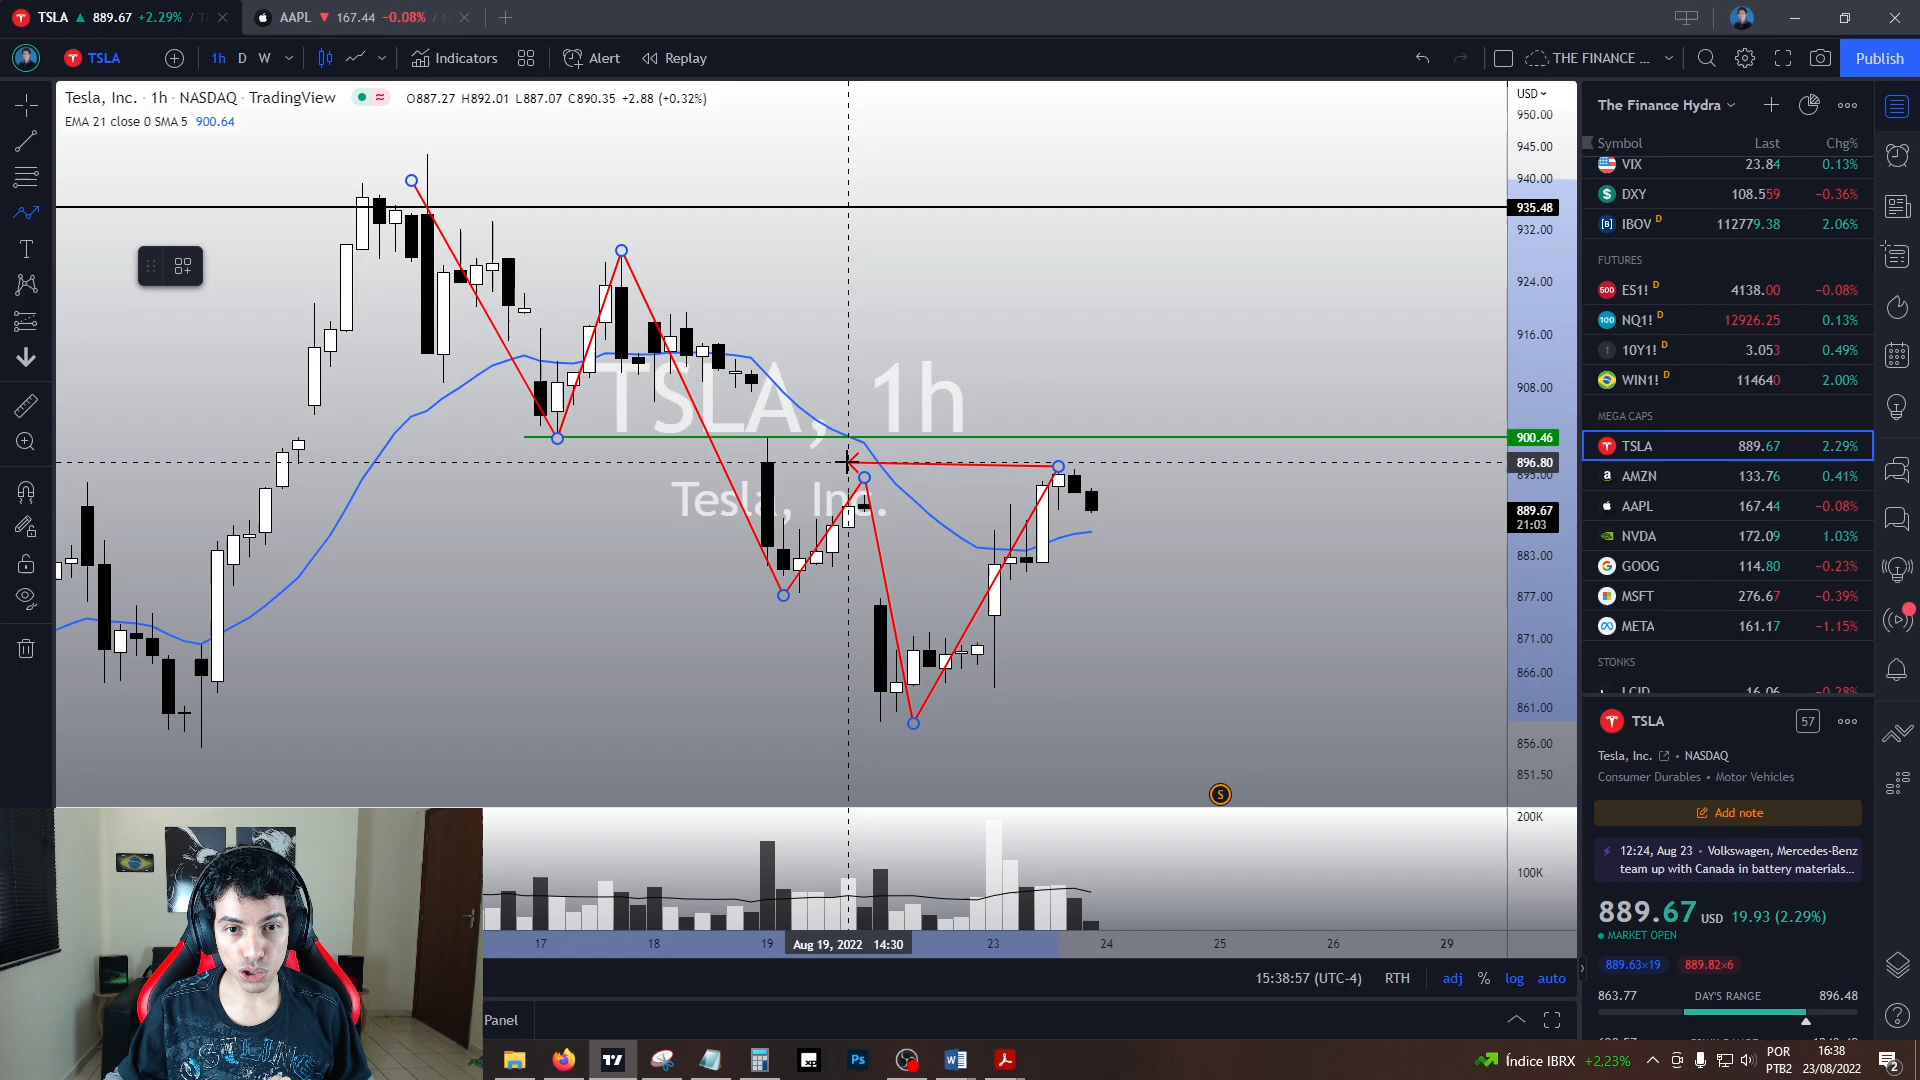 TSLA ▲ 889.67 +2.29% /
AAPL ▼ 167.44 −0.08% /
TSLA
1h
D
W
Indicators
Alert
Replay
THE FINANCE ...
Publish
Tesla, Inc. · 1h · NASDAQ · TradingView
O887.27 H892.01 L887.07 C890.35 +2.88 (+0.32%)
EMA 21 close 0 SMA 5 900.64
TSLA, 1h
Tesla, Inc.
USD
950.00
945.00
940.00
935.48
932.00
924.00
916.00
908.00
900.46
896.80
895.00
889.67
21:03
883.00
877.00
871.00
866.00
861.00
856.00
851.50
S
200K
100K
17
18
19
Aug 19, 2022 14:30
23
24
25
26
29
15:38:57 (UTC-4)
RTH
adj
%
log
auto
Panel
The Finance Hydra
Symbol Last Chg%
VIX 23.84 0.13%
DXY 108.559 −0.36%
IBOV D 112779.38 2.06%
FUTURES
ES1! D 4138.00 −0.08%
NQ1! D 12926.25 0.13%
10Y1! D 3.053 0.49%
WIN1! D 114640 2.00%
MEGA CAPS
TSLA 889.67 2.29%
AMZN 133.76 0.41%
AAPL 167.44 −0.08%
NVDA 172.09 1.03%
GOOG 114.80 −0.23%
MSFT 276.67 −0.39%
META 161.17 −1.15%
STONKS
LCID 16.06 −0.28%
TSLA
57
Tesla, Inc. • NASDAQ
Consumer Durables • Motor Vehicles
Add note
12:24, Aug 23 • Volkswagen, Mercedes-Benz
team up with Canada in battery materials...
889.67 USD 19.93 (2.29%)
MARKET OPEN
889.63×19
889.82×6
863.77 DAY'S RANGE 896.48
Índice IBRX +2,23%
POR
PTB2
16:38
23/08/2022
2